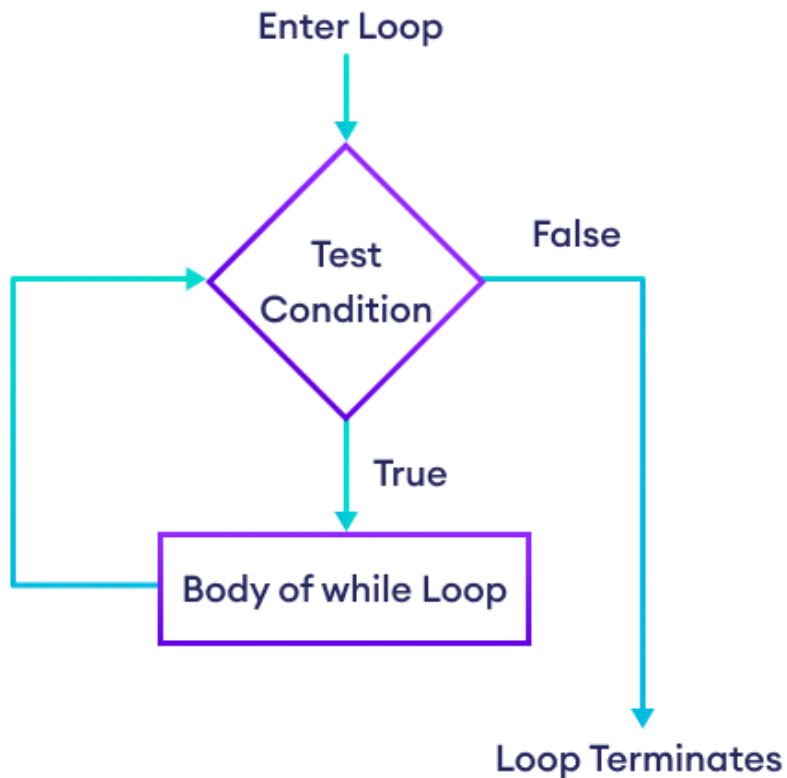 Enter Loop
Test
Condition
False
True
Body of while Loop
Loop Terminates